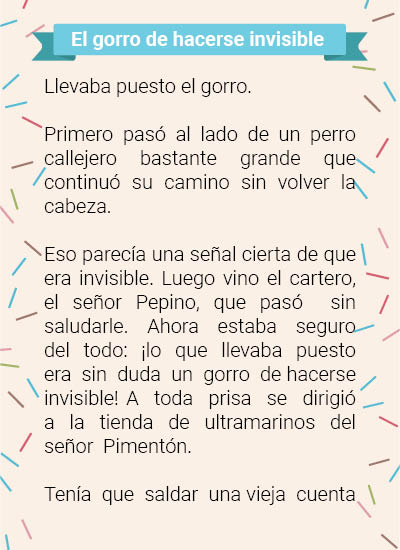 El gorro de hacerse invisible
Llevaba puesto el gorro.
Primero pasó al lado de un perro
callejero bastante grande que
continuó su camino sin volver la
cabeza.
Eso parecía una señal cierta de que
era invisible. Luego vino el cartero,
el señor Pepino, que pasó sin
saludarle. Ahora estaba seguro
del todo: ¡lo que llevaba puesto
era sin duda un gorro de hacerse
invisible! A toda prisa se dirigió
a la tienda de ultramarinos del
señor Pimentón.
Tenía que saldar una vieja cuenta